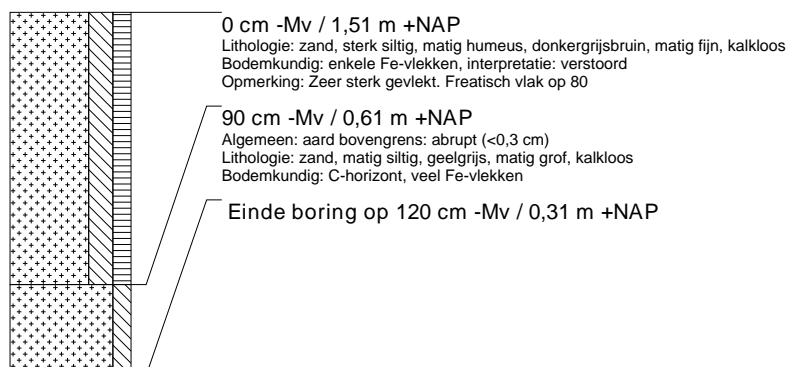 0 cm -Mv / 1,51 m +NAP
Lithologie: zand, sterk siltig, matig humeus, donkergrijsbruin, matig fijn, kalkloos
Bodemkundig: enkele Fe-vlekken, interpretatie: verstoord
Opmerking: Zeer sterk gevlekt. Freatisch vlak op 80
90 cm -Mv / 0,61 m +NAP
Algemeen: aard bovengrens: abrupt (<0,3 cm)
Lithologie: zand, matig siltig, geelgrijs, matig grof, kalkloos
Bodemkundig: C-horizont, veel Fe-vlekken
Einde boring op 120 cm -Mv / 0,31 m +NAP